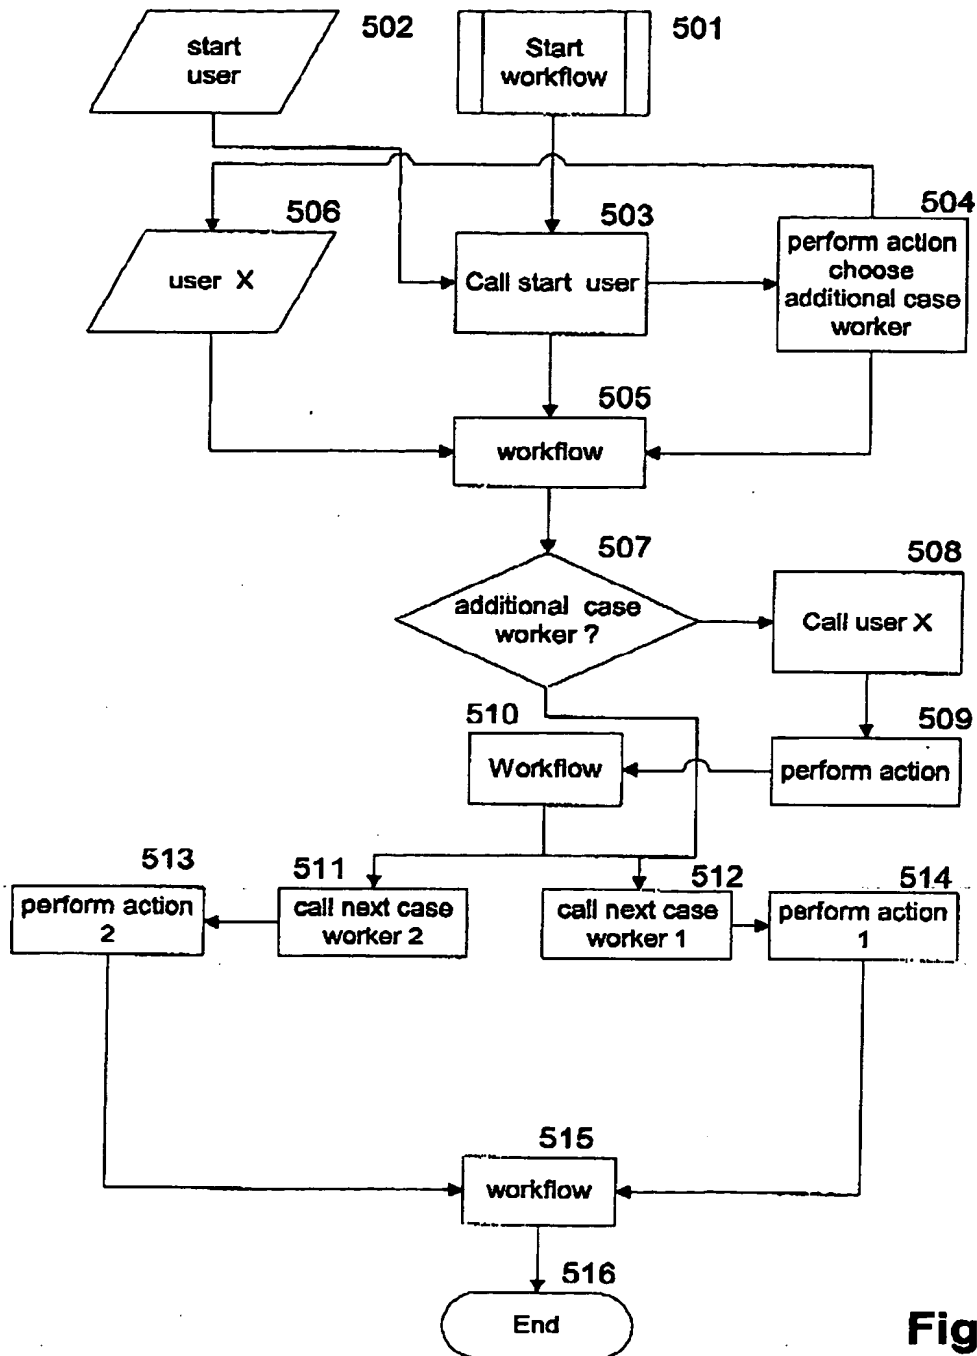 502
501
start
user
Start
workflow
506
503
504
user X
Call start user
perform action
choose
additional case
worker
505
workflow
507
508
additional case
worker ?
Call user X
510
509
Workflow
perform action
513
511
512
514
perform action
2
call next case
worker 2
call next case
worker 1
perform action
1
515
workflow
516
End
Fig